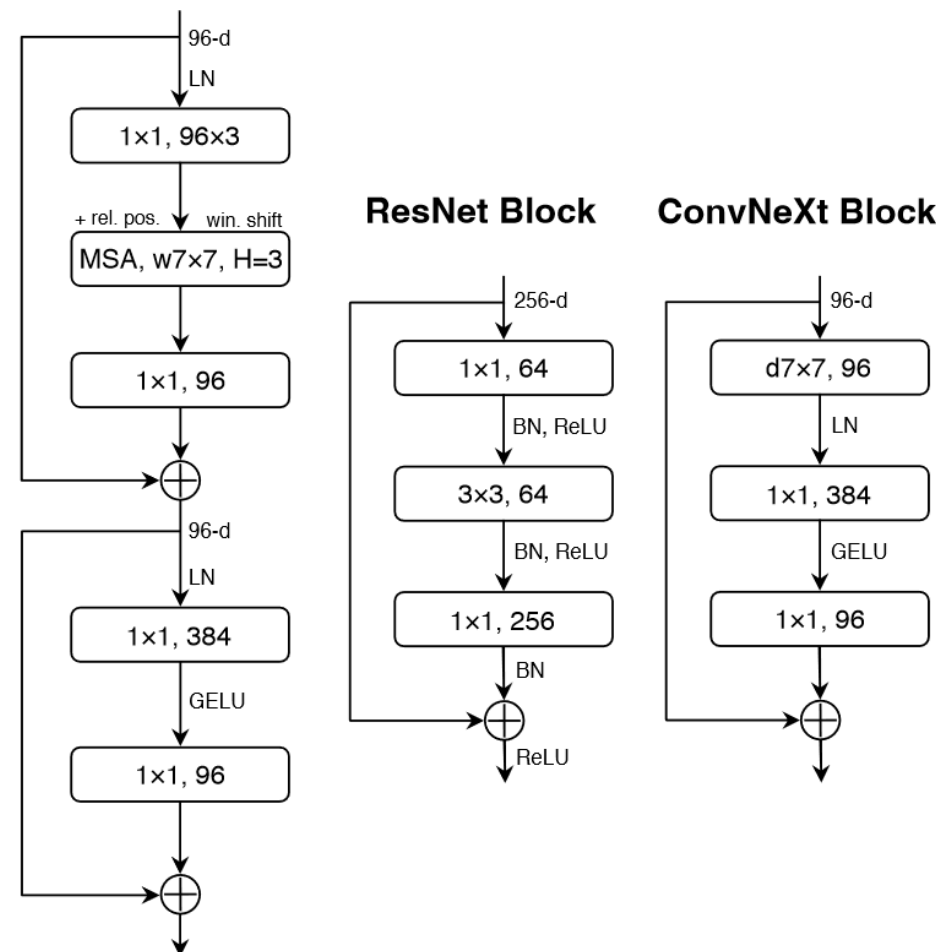 96-d
LN
1×1, 96×3
+ rel. pos. win. shift
MSA, w7×7, H=3
1×1, 96
96-d
LN
1×1, 384
GELU
1×1, 96
ResNet Block
256-d
1×1, 64
BN, ReLU
3×3, 64
BN, ReLU
1×1, 256
BN
ReLU
ConvNeXt Block
96-d
d7×7, 96
LN
1×1, 384
GELU
1×1, 96